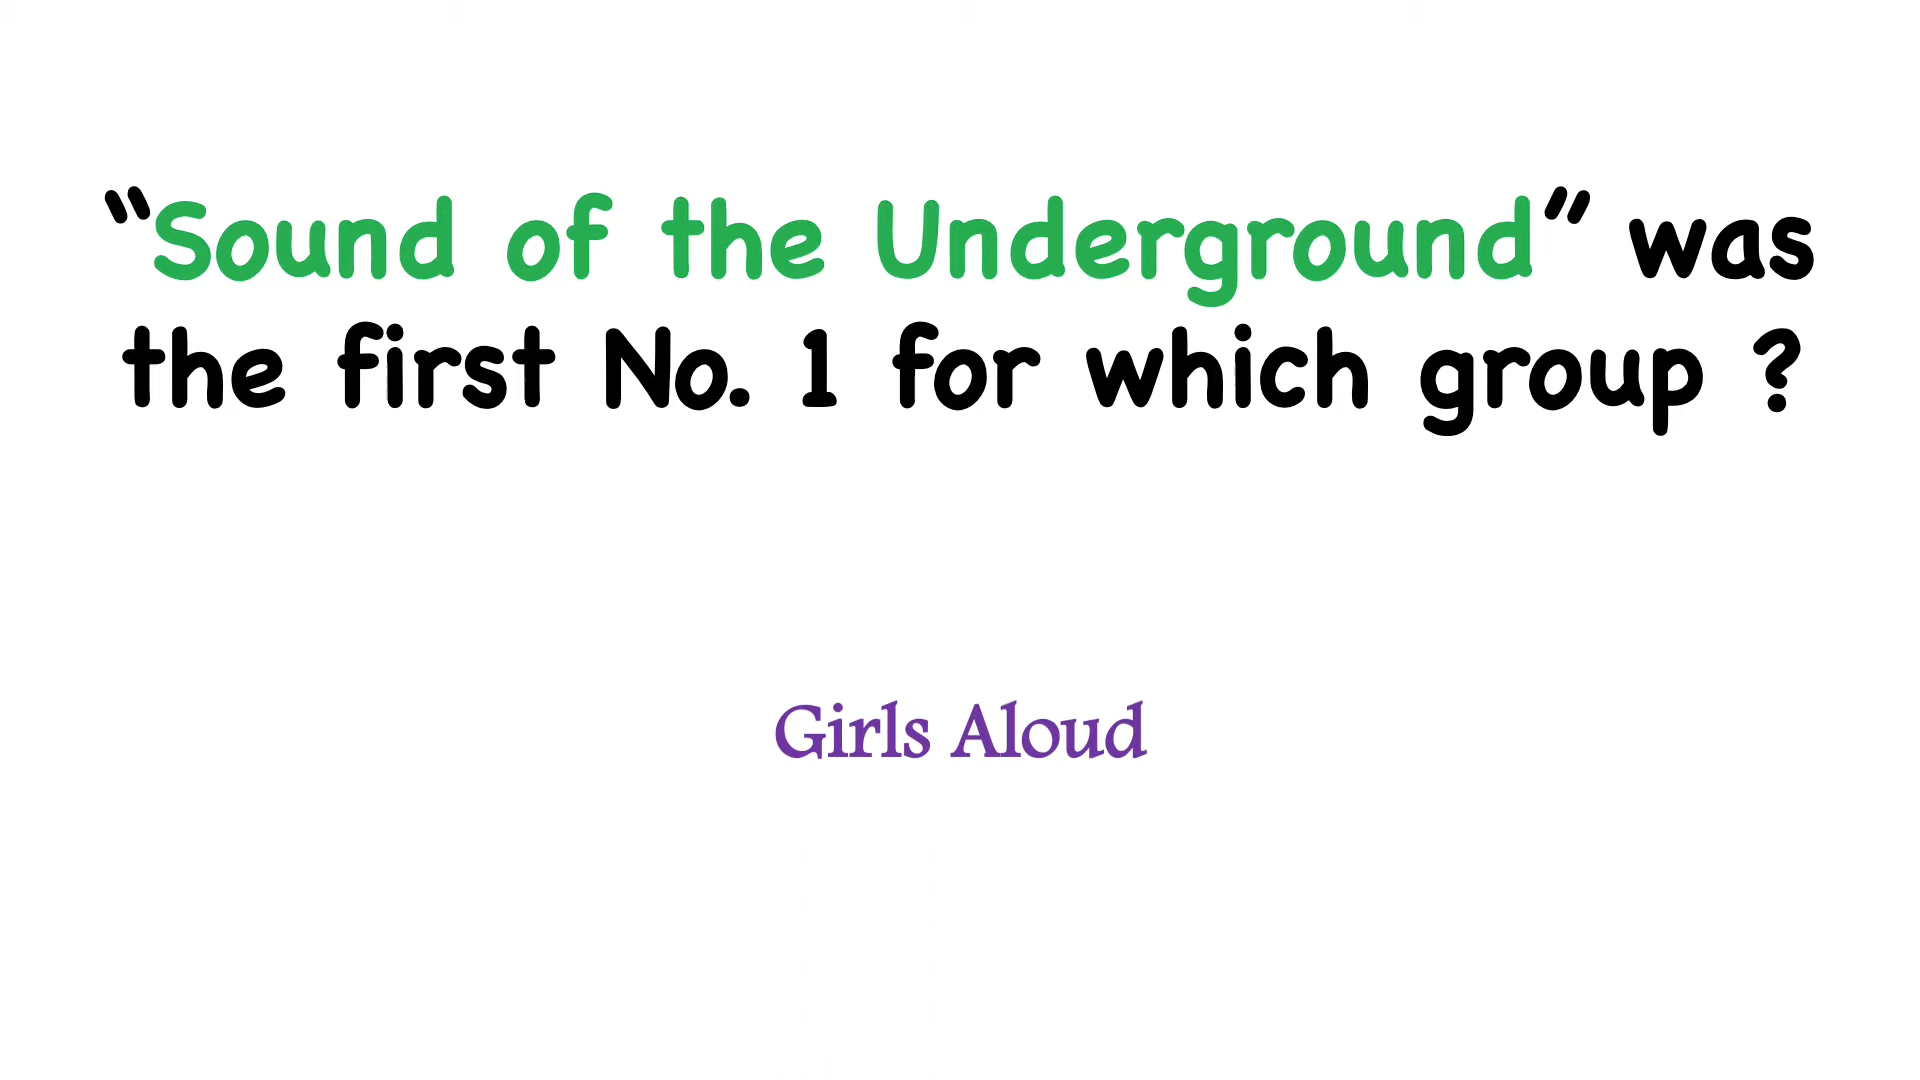 “Sound of the Underground” was
the first No. 1 for which group ?
Girls Aloud